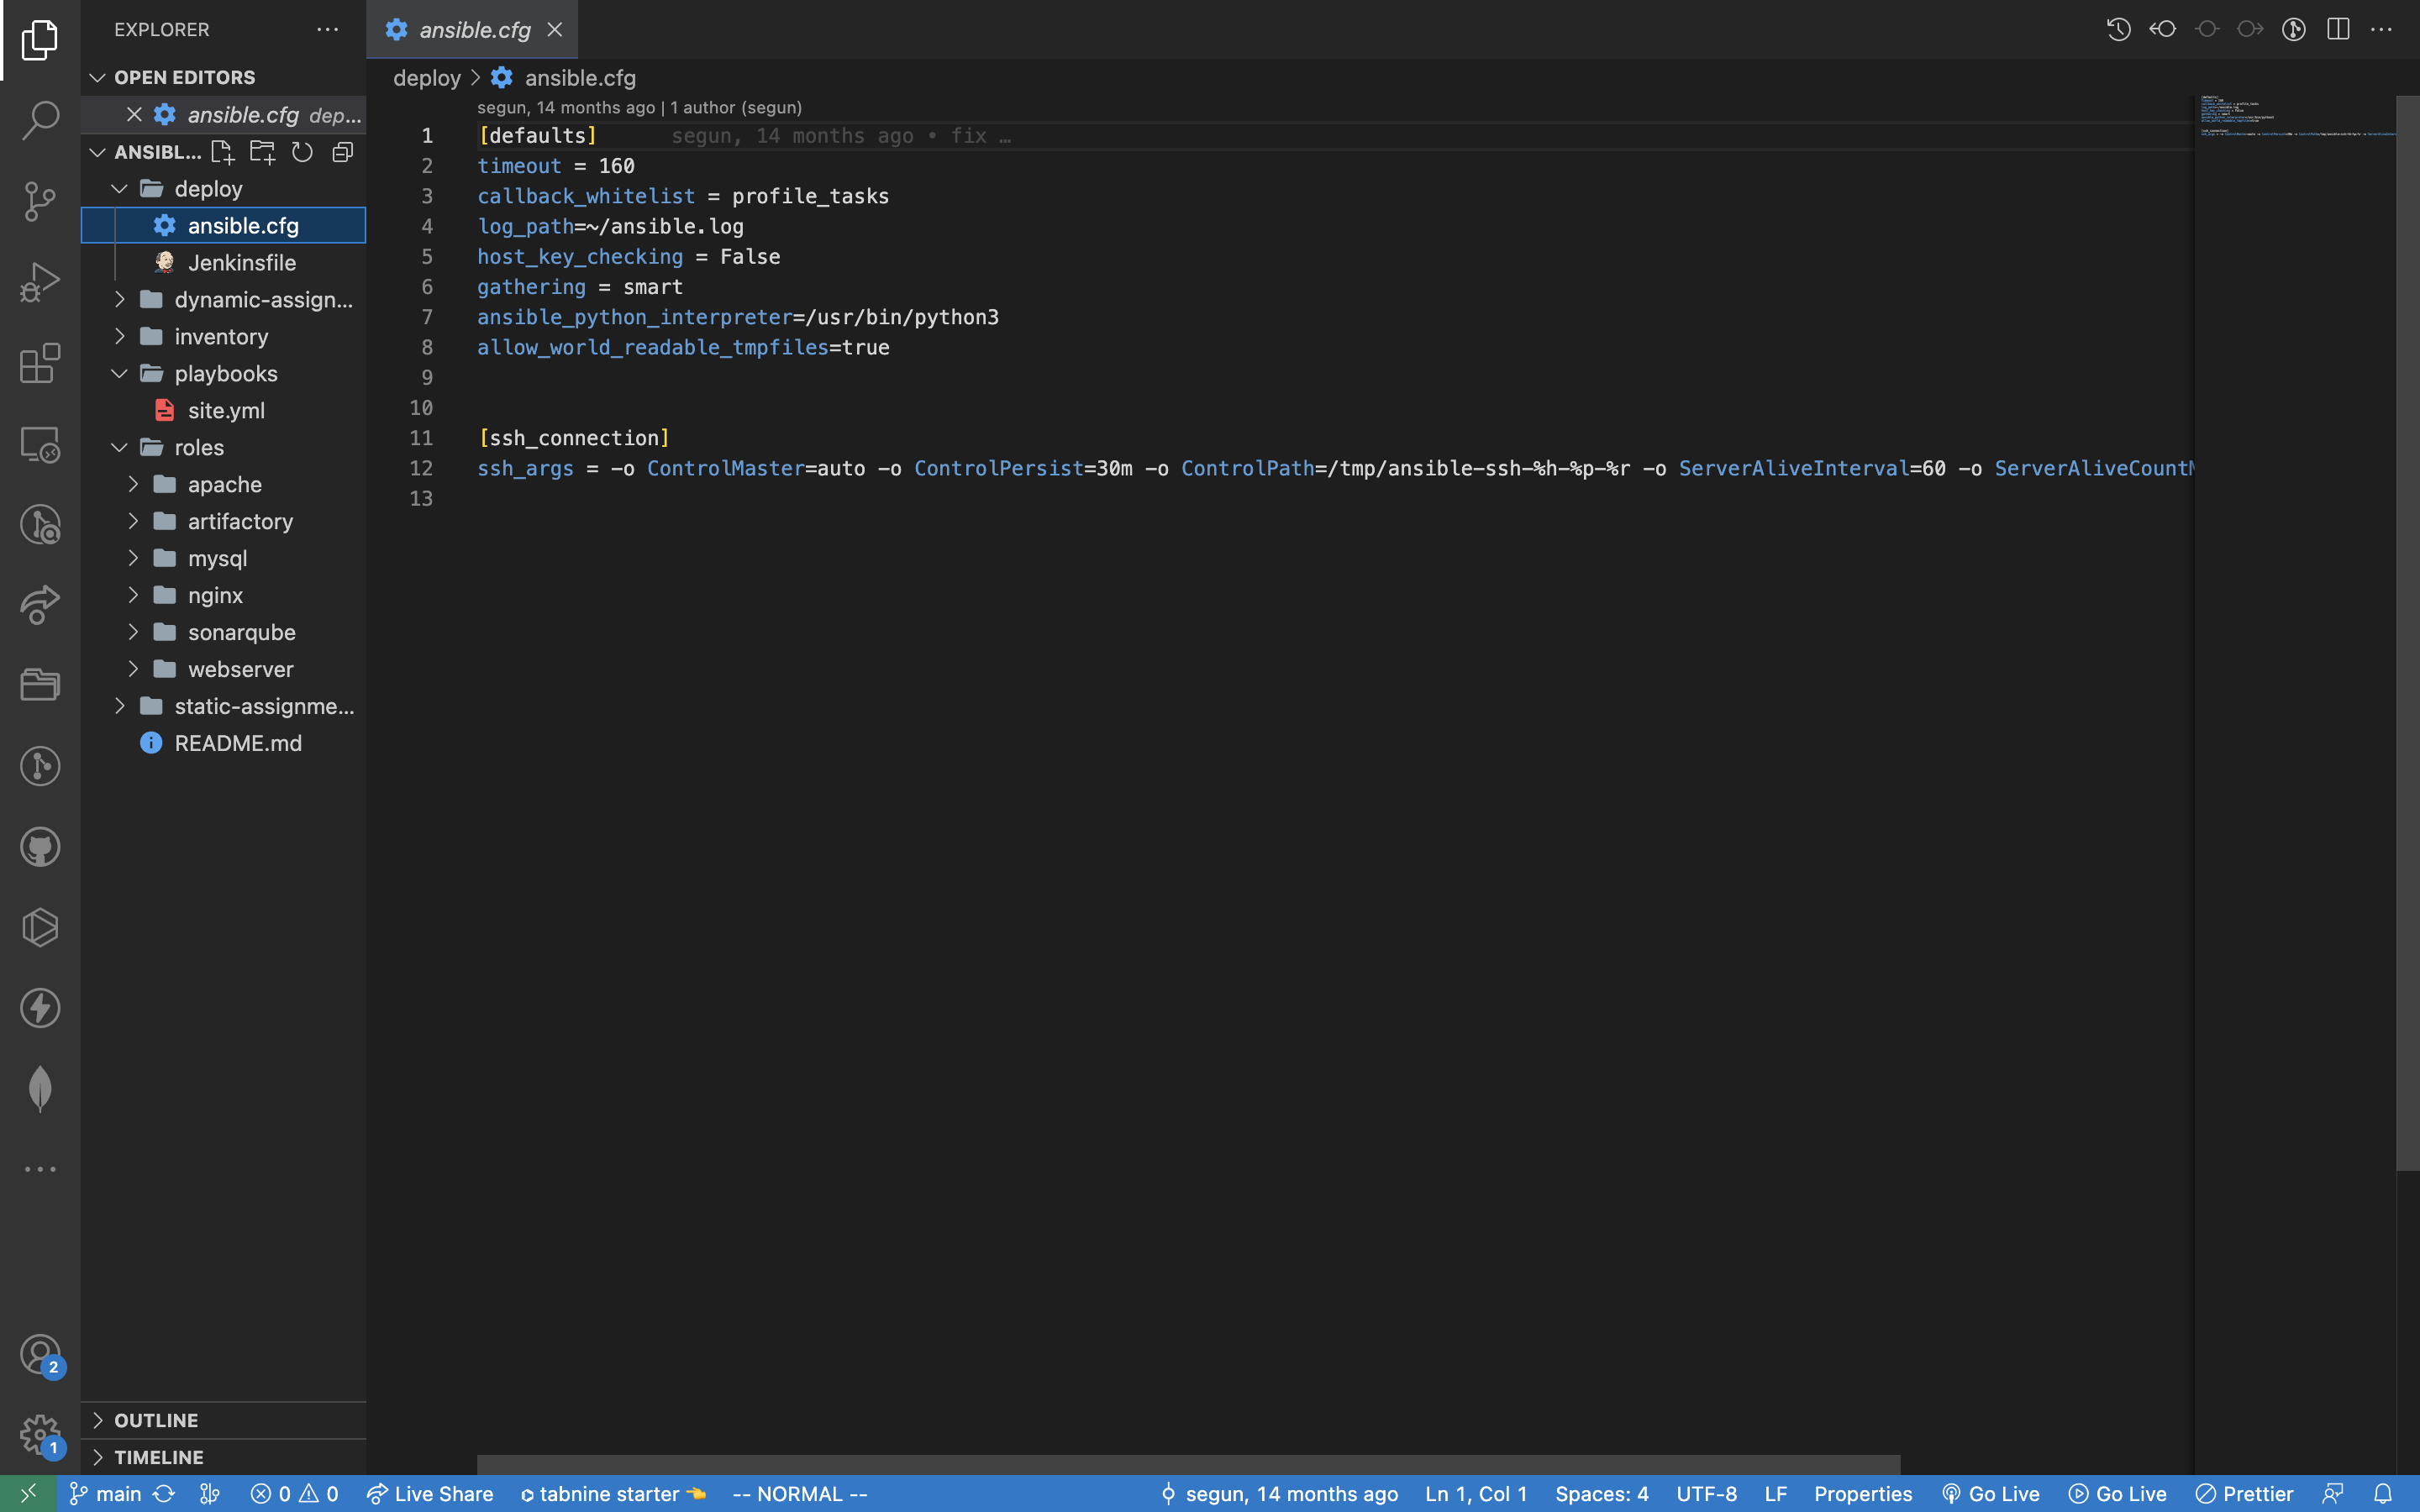 EXPLORER
OPEN EDITORS
ansible.cfg dep...
ANSIBL...
deploy
ansible.cfg
Jenkinsfile
dynamic-assign...
inventory
playbooks
site.yml
roles
apache
artifactory
mysql
nginx
sonarqube
webserver
static-assignme...
README.md
OUTLINE
TIMELINE
2
1
ansible.cfg
deploy > ansible.cfg
segun, 14 months ago | 1 author (segun)
1 [defaults] segun, 14 months ago • fix …
2 timeout = 160
3 callback_whitelist = profile_tasks
4 log_path=~/ansible.log
5 host_key_checking = False
6 gathering = smart
7 ansible_python_interpreter=/usr/bin/python3
8 allow_world_readable_tmpfiles=true
9
10
11 [ssh_connection]
12 ssh_args = -o ControlMaster=auto -o ControlPersist=30m -o ControlPath=/tmp/ansible-ssh-%h-%p-%r -o ServerAliveInterval=60 -o
13
main 0 0 Live Share tabnine starter -- NORMAL -- segun, 14 months ago Ln 1, Col 1 Spaces: 4 UTF-8 LF Properties Go Live Go Live Prettier